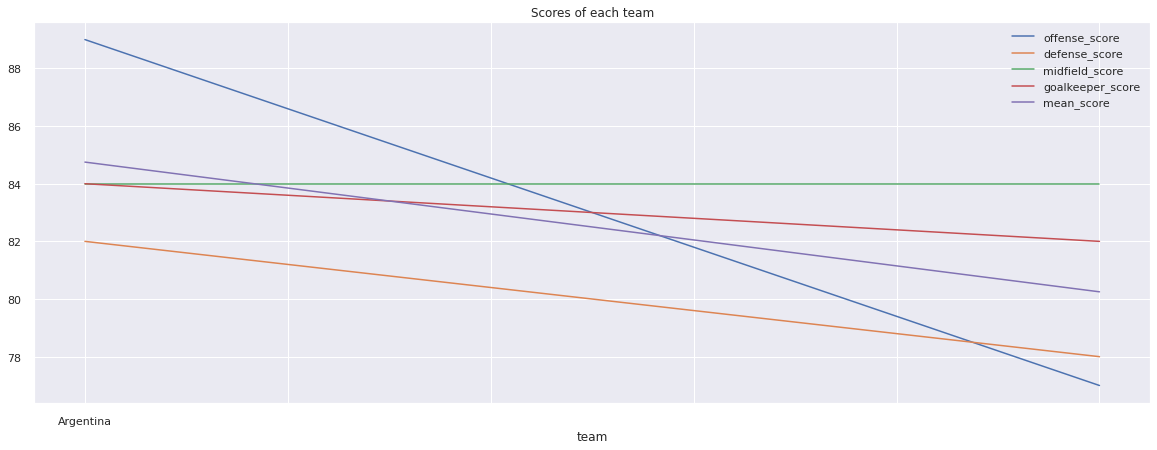 Scores of each team
offense_score
defense_score
midfield_score
goalkeeper_score
mean_score
88
86
84
82
80
78
Argentina
team